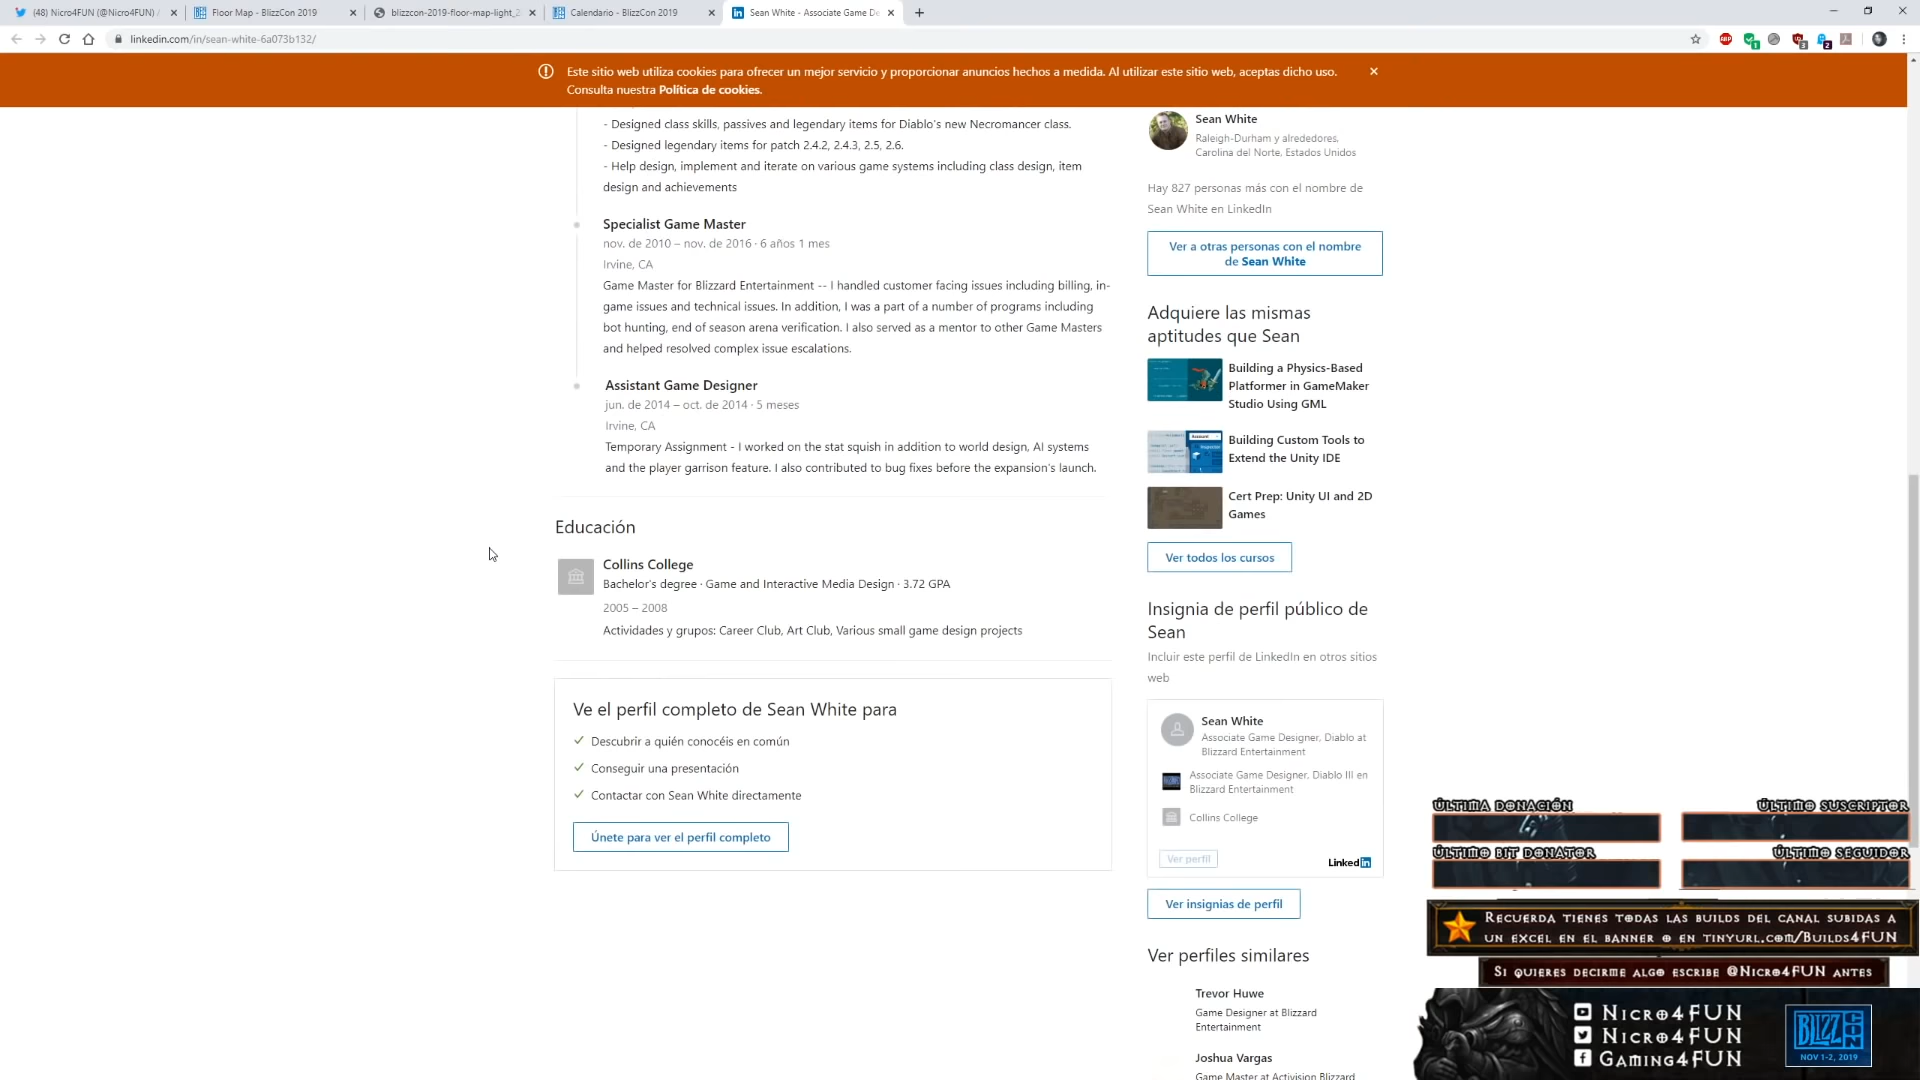 (48) Nicro4FUN (@Nicro4FUN) /
Floor Map - BlizzCon 2019
blizzcon-2019-floor-map-light_2
Calendario - BlizzCon 2019
Sean White - Associate Game De
linkedin.com/in/sean-white-6a073b132/
Este sitio web utiliza cookies para ofrecer un mejor servicio y proporcionar anuncios hechos a medida. Al utilizar este sitio web, aceptas dicho uso.
Consulta nuestra Política de cookies.
- Designed class skills, passives and legendary items for Diablo's new Necromancer class.
- Designed legendary items for patch 2.4.2, 2.4.3, 2.5, 2.6.
- Help design, implement and iterate on various game systems including class design, item
design and achievements
Specialist Game Master
nov. de 2010 – nov. de 2016 · 6 años 1 mes
Irvine, CA
Game Master for Blizzard Entertainment -- I handled customer facing issues including billing, in-
game issues and technical issues. In addition, I was a part of a number of programs including
bot hunting, end of season arena verification. I also served as a mentor to other Game Masters
and helped resolved complex issue escalations.
Assistant Game Designer
jun. de 2014 – oct. de 2014 · 5 meses
Irvine, CA
Temporary Assignment - I worked on the stat squish in addition to world design, AI systems
and the player garrison feature. I also contributed to bug fixes before the expansion's launch.
Educación
Collins College
Bachelor's degree · Game and Interactive Media Design · 3.72 GPA
2005 – 2008
Actividades y grupos: Career Club, Art Club, Various small game design projects
Ve el perfil completo de Sean White para
Descubrir a quién conocéis en común
Conseguir una presentación
Contactar con Sean White directamente
Únete para ver el perfil completo
Sean White
Raleigh-Durham y alrededores,
Carolina del Norte, Estados Unidos
Hay 827 personas más con el nombre de
Sean White en LinkedIn
Ver a otras personas con el nombre
de Sean White
Adquiere las mismas
aptitudes que Sean
Building a Physics-Based
Platformer in GameMaker
Studio Using GML
Building Custom Tools to
Extend the Unity IDE
Cert Prep: Unity UI and 2D
Games
Ver todos los cursos
Insignia de perfil público de
Sean
Incluir este perfil de LinkedIn en otros sitios
web
Sean White
Associate Game Designer, Diablo at
Blizzard Entertainment
Associate Game Designer, Diablo III en
Blizzard Entertainment
Collins College
Ver perfil
Linked in
Ver insignias de perfil
Ver perfiles similares
Trevor Huwe
Game Designer at Blizzard
Entertainment
Joshua Vargas
Game Master at Activision Blizzard
ÚLTIMA DONACIÓN
ÚLTIMO SUSCRIPTOR
ÚLTIMO BIT DONATOR
ÚLTIMO SEGUIDOR
RECUERDA TIENES TODAS LAS BUILDS DEL CANAL SUBIDAS A
UN EXCEL EN EL BANNER O EN TINYURL.COM/BUILDS4FUN
SI QUIERES DECIRME ALGO ESCRIBE @NICRO4FUN ANTES
NICRO4FUN
NICRO4FUN
GAMING4FUN
BLIZZCON
NOV 1-2, 2019